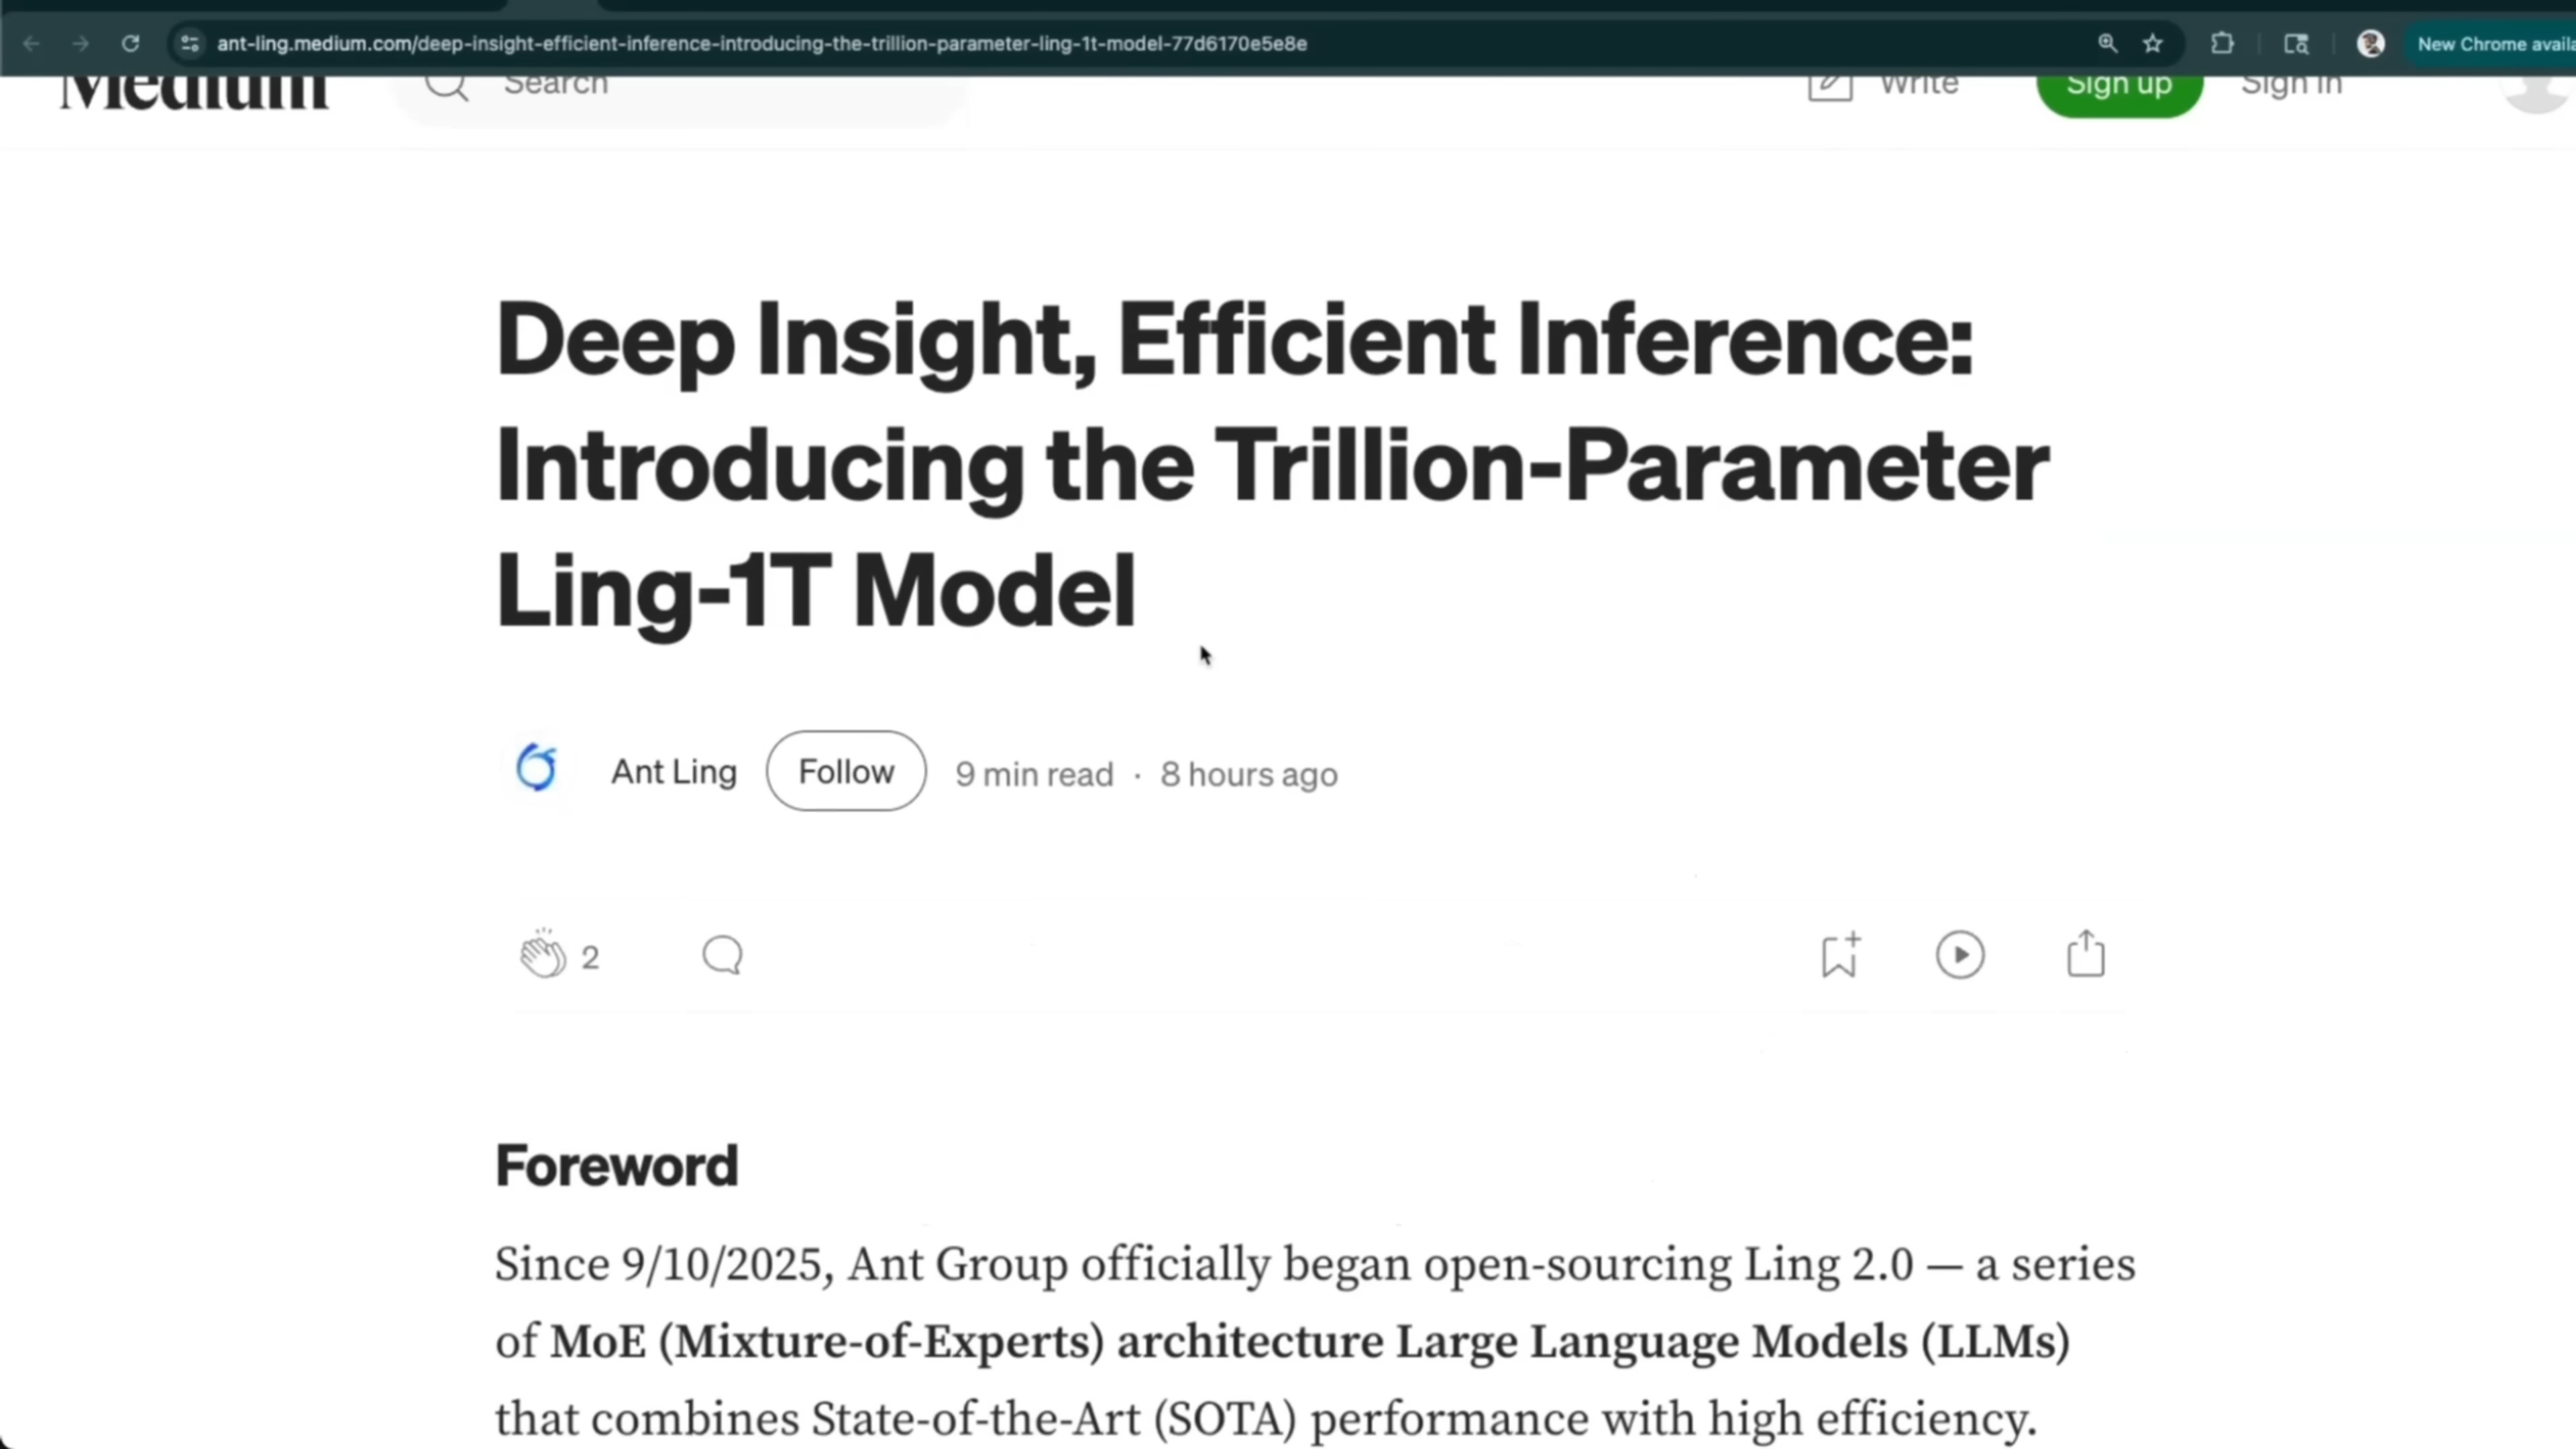 ant-ling.medium.com/deep-insight-efficient-inference-introducing-the-trillion-parameter-ling-1t-model-77d6170e5e8e
New Chrome availa
Medium
Search
Write
Sign up
Sign in
Deep Insight, Efficient Inference:
Introducing the Trillion-Parameter
Ling-1T Model
Ant Ling
Follow
9 min read · 8 hours ago
2
Foreword
Since 9/10/2025, Ant Group officially began open-sourcing Ling 2.0 — a series
of MoE (Mixture-of-Experts) architecture Large Language Models (LLMs)
that combines State-of-the-Art (SOTA) performance with high efficiency.